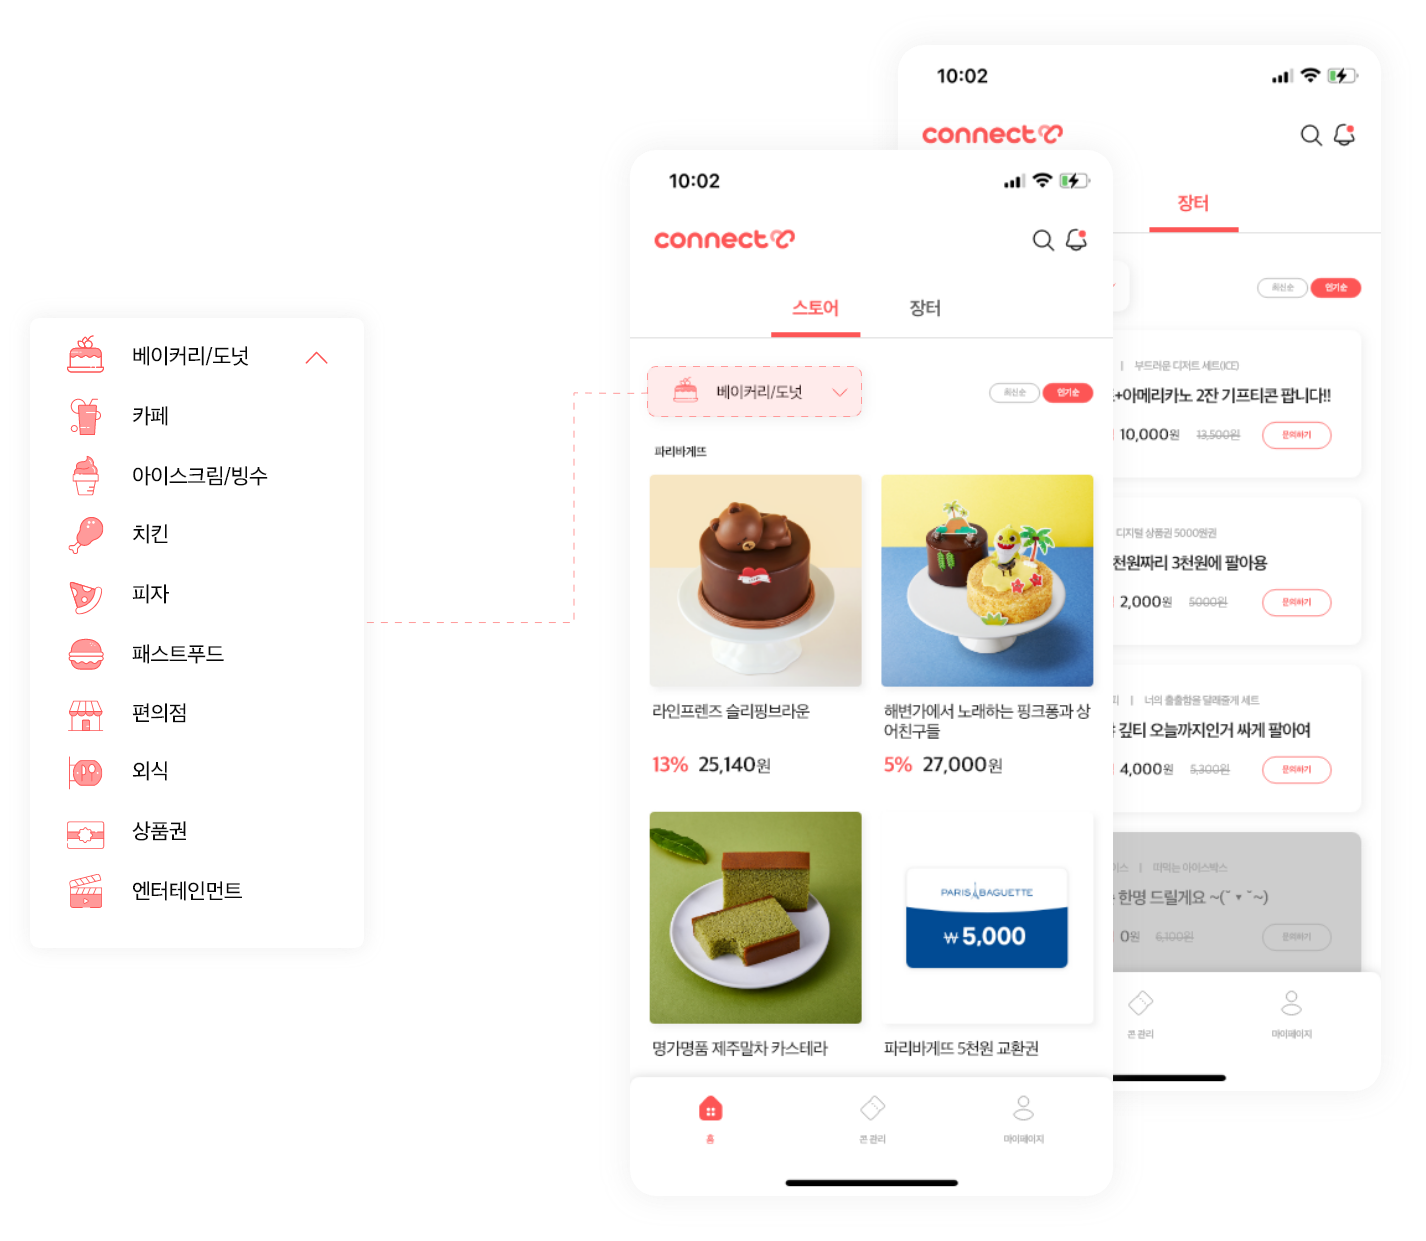 베이커리/도넛
카페
아이스크림/빙수
치킨
피자
패스트푸드
편의점
외식
상품권
엔터테인먼트
10:02
connect
스토어 장터
베이커리/도넛
최신순 인기순
파리바게뜨
라인프렌즈 슬리핑브라운
13% 25,140원
해변가에서 노래하는 핑크퐁과 상
어친구들
5% 27,000원
명가명품 제주말차 카스테라
PARIS BAGUETTE
₩5,000
파리바게뜨 5천원 교환권
홈 콘 관리 마이페이지
10:02
connect
장터
최신순 인기순
| 부드러운 디저트 세트(ICE)
+아메리카노 2잔 기프티콘 팝니다!!
10,000원 13,500원 문의하기
디지털 상품권 5000원권
천원짜리 3천원에 팔아용
2,000원 5000원 문의하기
| 너의 출출함을 달래줄게 세트
깊티 오늘까지인거 싸게 팔아여
4,000원 5,300원 문의하기
| 떠먹는 아이스박스
한명 드릴게요 ~(˘▾˘~)
0원 6,100원 문의하기
콘 관리 마이페이지